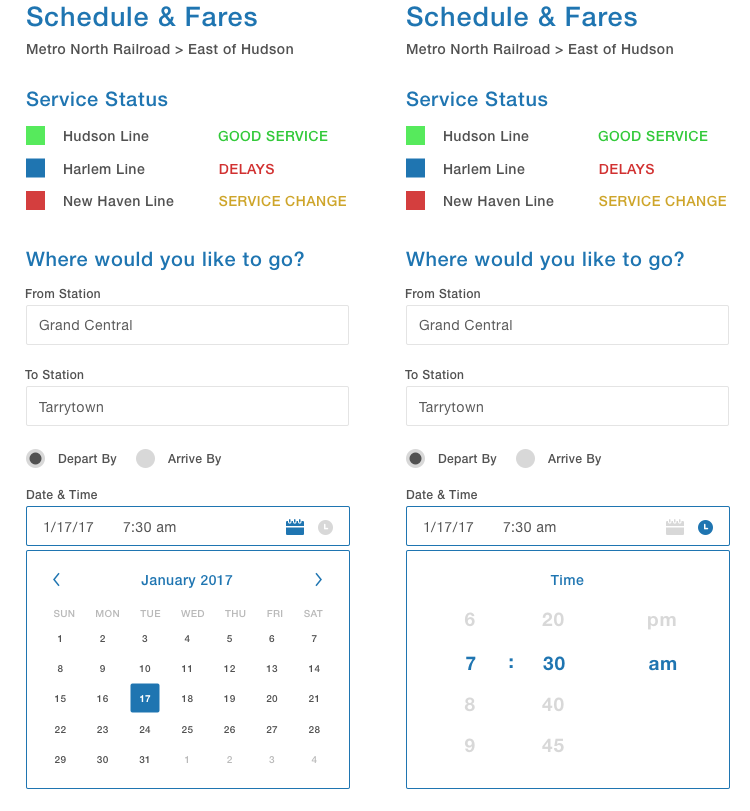 Schedule & Fares
Metro North Railroad > East of Hudson
Service Status
Hudson Line GOOD SERVICE
Harlem Line DELAYS
New Haven Line SERVICE CHANGE
Where would you like to go?
From Station
Grand Central
To Station
Tarrytown
Depart By Arrive By
Date & Time
1/17/17 7:30 am
January 2017
SUN MON TUE WED THU FRI SAT
1 2 3 4 5 6 7
8 9 10 11 12 13 14
15 16 17 18 19 20 21
22 23 24 25 26 27 28
29 30 31 1 2 3 4
Schedule & Fares
Metro North Railroad > East of Hudson
Service Status
Hudson Line GOOD SERVICE
Harlem Line DELAYS
New Haven Line SERVICE CHANGE
Where would you like to go?
From Station
Grand Central
To Station
Tarrytown
Depart By Arrive By
Date & Time
1/17/17 7:30 am
Time
6 20 pm
7 : 30 am
8 40
9 45